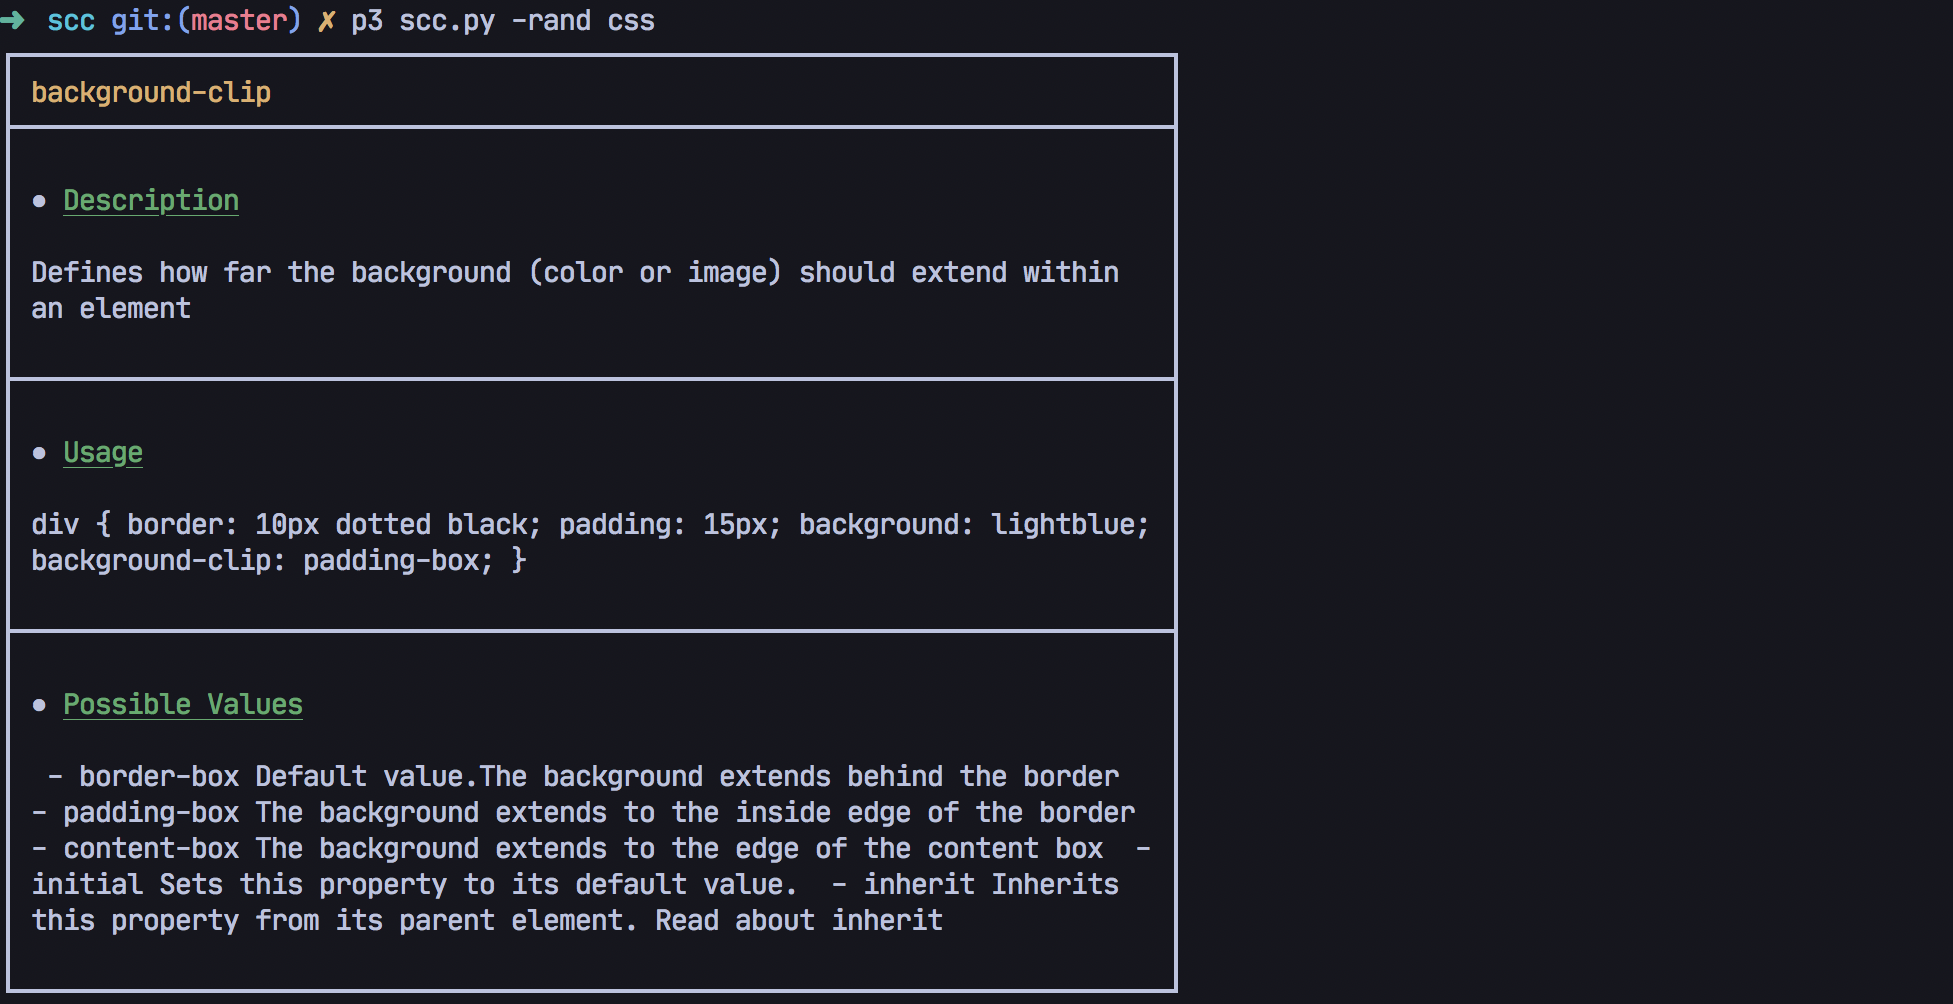 ➜  scc git:(master) ✗ p3 scc.py -rand css
background-clip
● Description
Defines how far the background (color or image) should extend within
an element
● Usage
div { border: 10px dotted black; padding: 15px; background: lightblue;
background-clip: padding-box; }
● Possible Values
 - border-box Default value.The background extends behind the border
- padding-box The background extends to the inside edge of the border
- content-box The background extends to the edge of the content box  -
initial Sets this property to its default value.  - inherit Inherits
this property from its parent element. Read about inherit